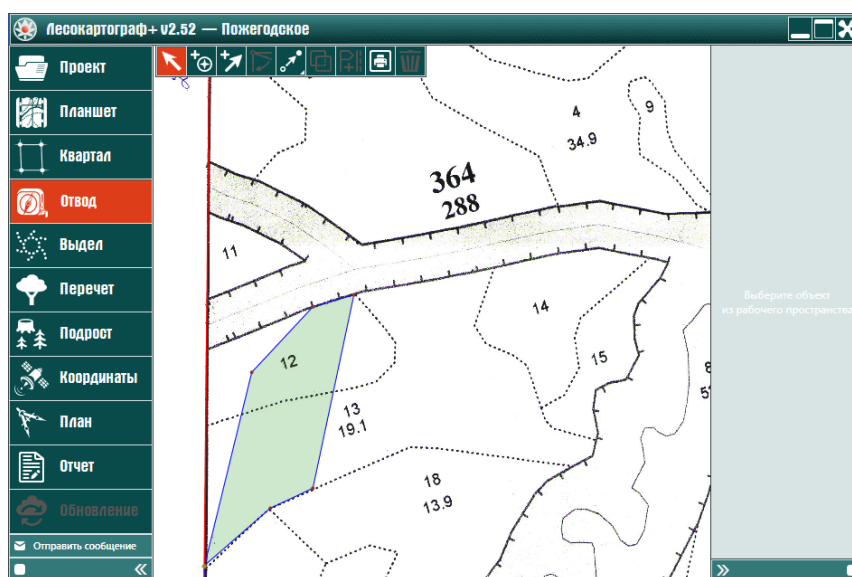 Лесокартограф+ v2.52 — Пожегодское
Проект
Планшет
Квартал
Отвод
Выдел
Перечет
Подрост
Координаты
План
Отчет
Обновление
Отправить сообщение
4
34.9
9
364
288
11
14
12
15
8
13
19.1
18
13.9
Выберите объект
из рабочего пространства